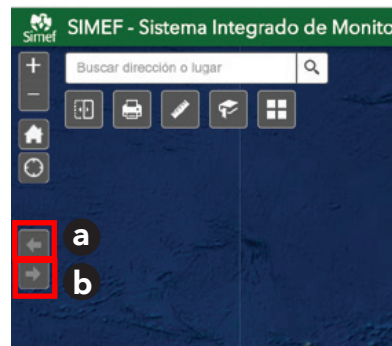 Simef SIMEF - Sistema Integrado de Monito
Buscar dirección o lugar
a
b